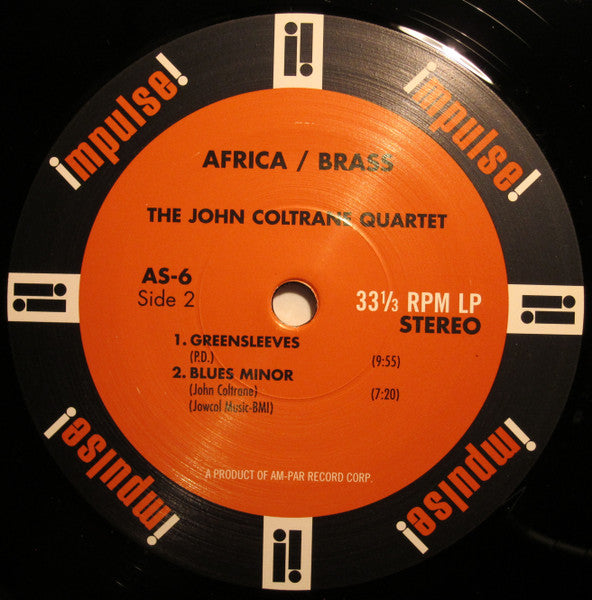 impulse!
impulse!
AFRICA / BRASS
THE JOHN COLTRANE QUARTET
AS-6
Side 2
33⅓ RPM LP
STEREO
1. GREENSLEEVES
(P.D.) (9:55)
2. BLUES MINOR
(John Coltrane) (7:20)
(Jowcol Music-BMI)
A PRODUCT OF AM-PAR RECORD CORP.
impulse!
impulse!